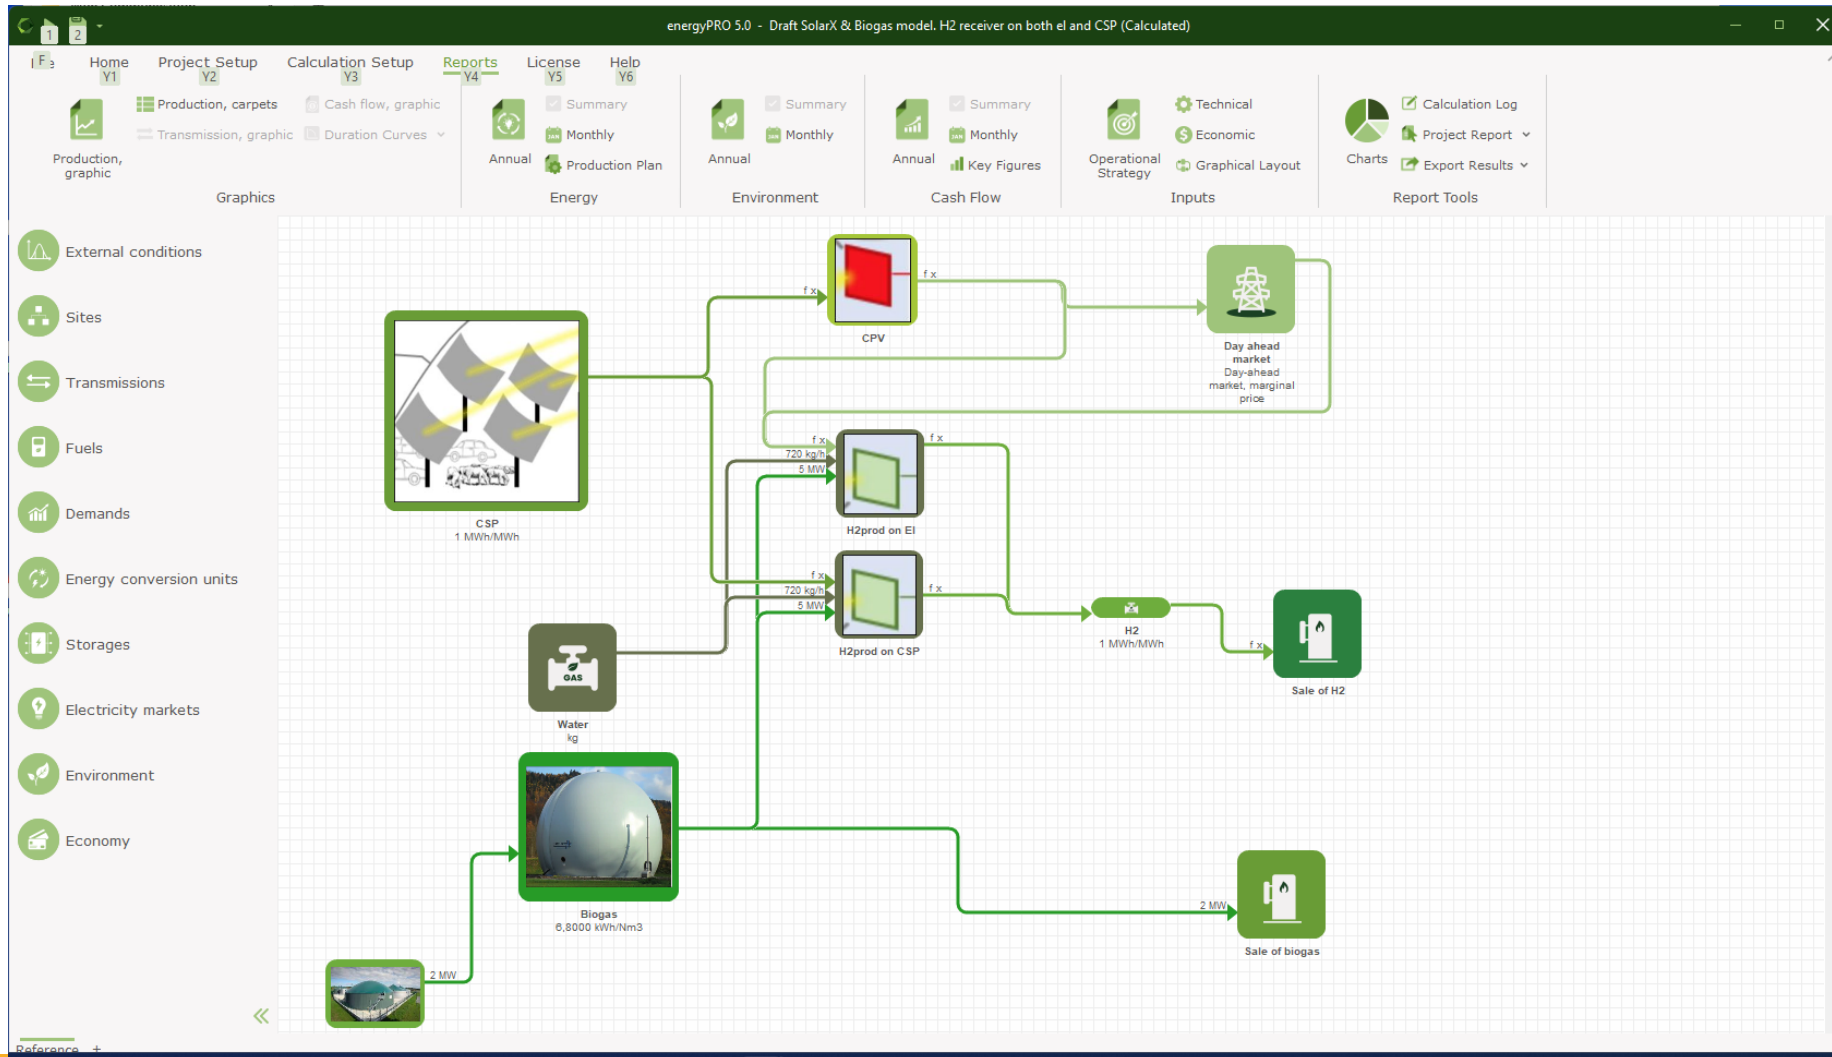 energyPRO 5.0 - Draft SolarX & Biogas model. H2 receiver on both el and CSP (Calculated)
1 2
F Home Project Setup Calculation Setup Reports License Help
Y1 Y2 Y3 Y4 Y5 Y6
Production, graphic
Production, carpets
Transmission, graphic
Cash flow, graphic
Duration Curves
Graphics
Annual
Summary
Monthly
Production Plan
Energy
Annual
Summary
Monthly
Environment
Annual
Summary
Monthly
Key Figures
Cash Flow
Operational
Strategy
Technical
Economic
Graphical Layout
Inputs
Charts
Calculation Log
Project Report
Export Results
Report Tools
External conditions
Sites
Transmissions
Fuels
Demands
Energy conversion units
Storages
Electricity markets
Environment
Economy
Reference +
CSP
1 MWh/MWh
f x
f x
CPV
Day ahead
market
Day-ahead
market, marginal
price
f x
720 kg/h
5 MW
f x
H2prod on El
f x
720 kg/h
5 MW
f x
H2prod on CSP
H2
1 MWh/MWh
f x
Sale of H2
GAS
Water
kg
Biogas
6,8000 kWh/Nm3
2 MW
2 MW
Sale of biogas